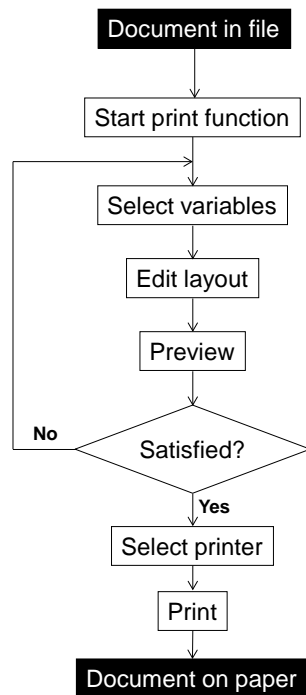 Document in file
Start print function
Select variables
Edit layout
Preview
No
Satisfied?
Yes
Select printer
Print
Document on paper